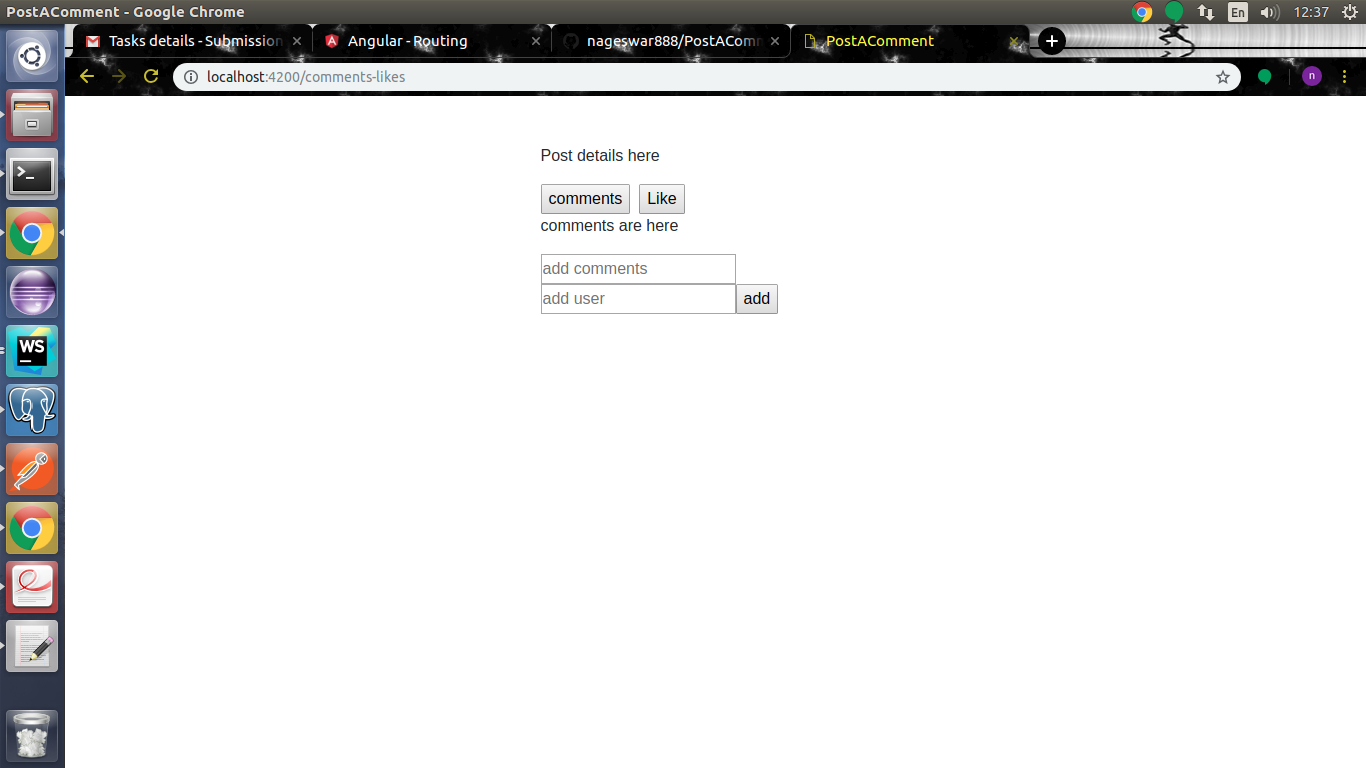 PostAComment - Google Chrome
En
12:37
Tasks details - Submission
Angular - Routing
nageswar888/PostACom
PostAComment
localhost:4200/comments-likes
n
Post details here
comments Like
comments are here
add comments
add user add
WS